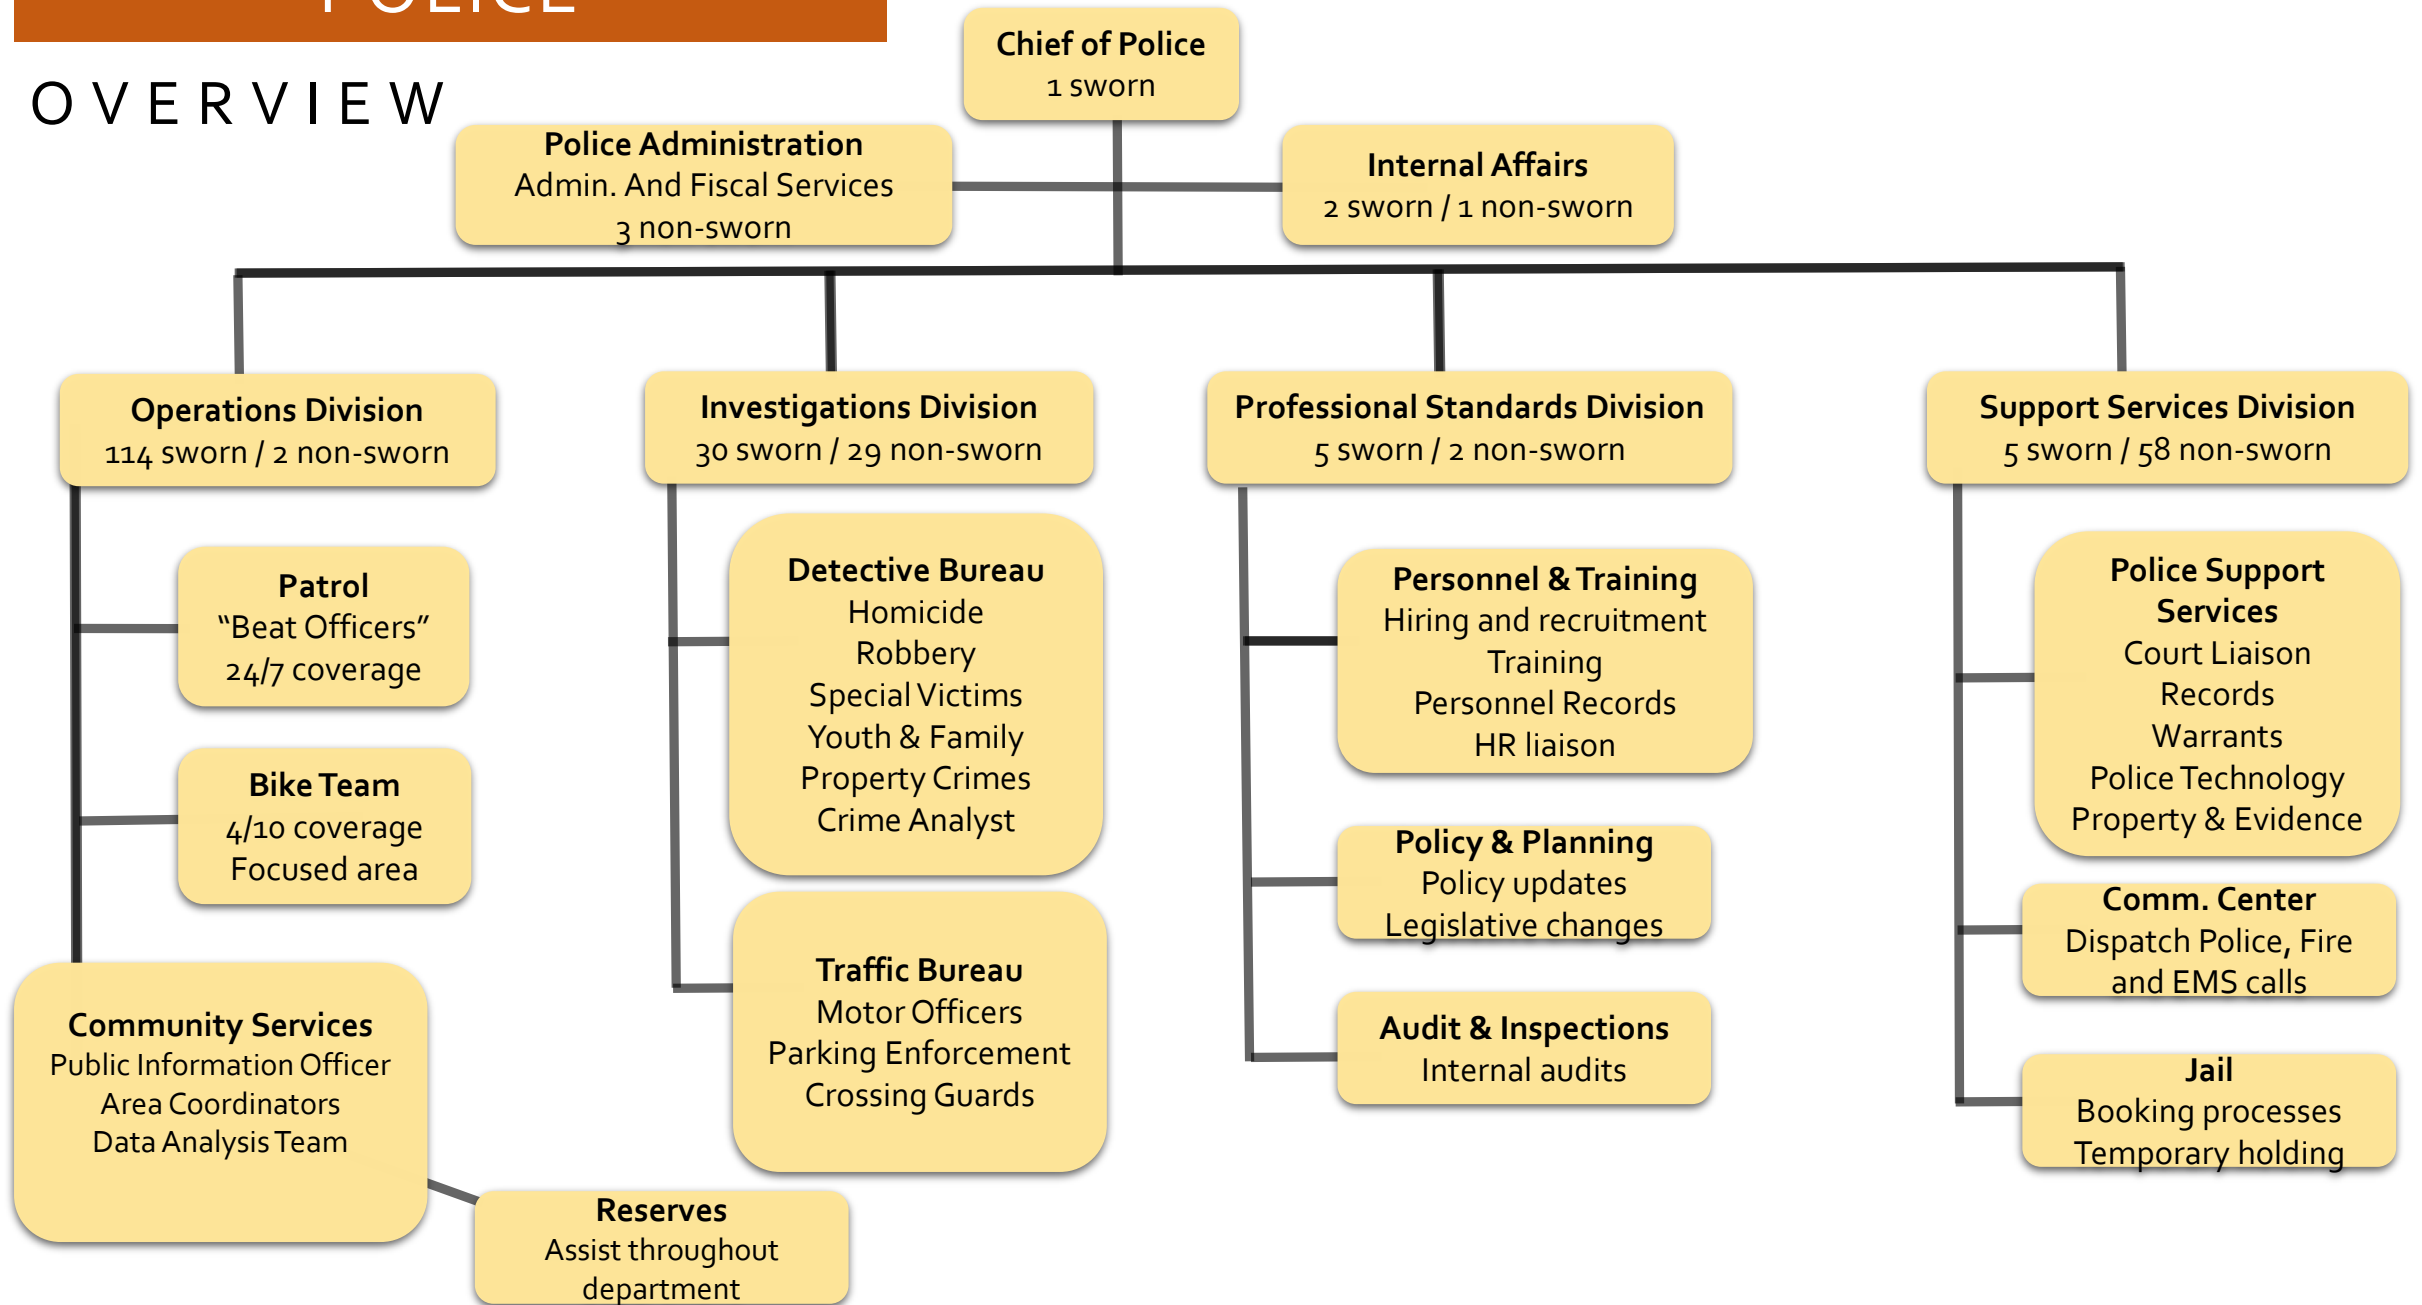 POLICE
OVERVIEW
Chief of Police
1 sworn
Police Administration
Admin. And Fiscal Services
3 non-sworn
Internal Affairs
2 sworn / 1 non-sworn
Operations Division
114 sworn / 2 non-sworn
Patrol
“Beat Officers”
24/7 coverage
Bike Team
4/10 coverage
Focused area
Community Services
Public Information Officer
Area Coordinators
Data Analysis Team
Reserves
Assist throughout
department
Investigations Division
30 sworn / 29 non-sworn
Detective Bureau
Homicide
Robbery
Special Victims
Youth & Family
Property Crimes
Crime Analyst
Traffic Bureau
Motor Officers
Parking Enforcement
Crossing Guards
Professional Standards Division
5 sworn / 2 non-sworn
Personnel & Training
Hiring and recruitment
Training
Personnel Records
HR liaison
Policy & Planning
Policy updates
Legislative changes
Audit & Inspections
Internal audits
Support Services Division
5 sworn / 58 non-sworn
Police Support
Services
Court Liaison
Records
Warrants
Police Technology
Property & Evidence
Comm. Center
Dispatch Police, Fire
and EMS calls
Jail
Booking processes
Temporary holding